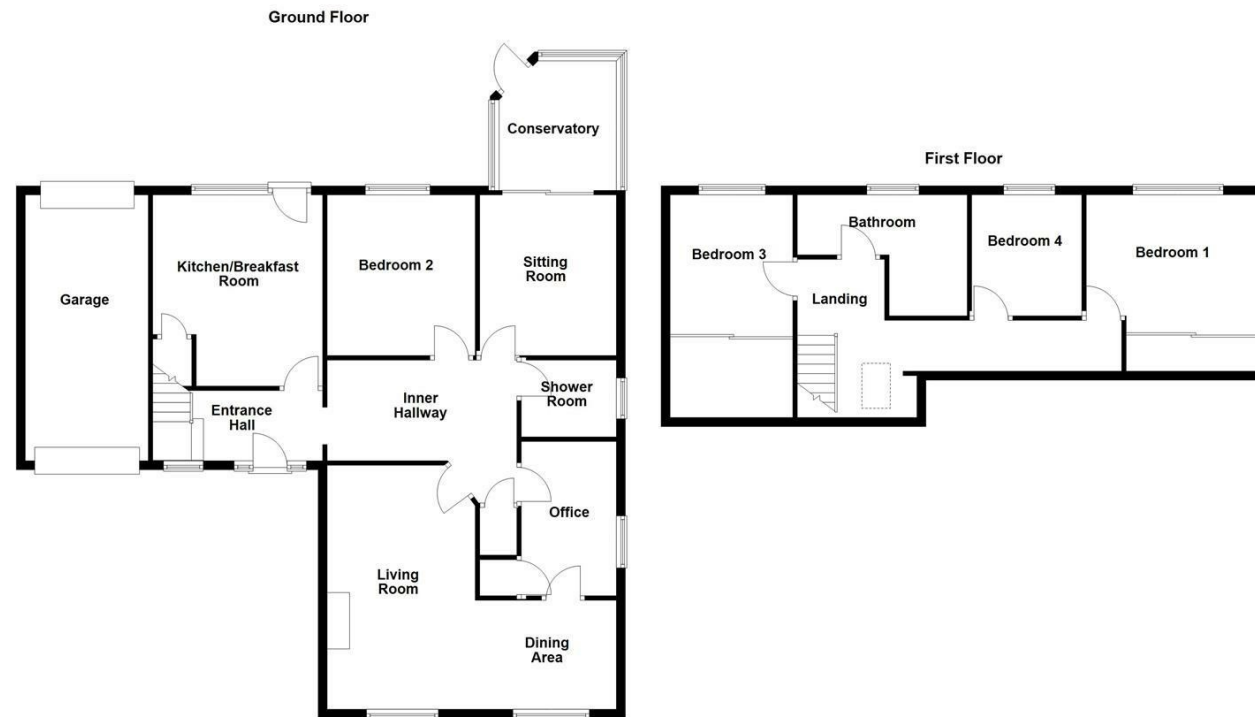 Ground Floor
Conservatory
Kitchen/Breakfast
Room
Bedroom 2
Sitting
Room
Garage
Entrance
Hall
Inner
Hallway
Shower
Room
Office
Living
Room
Dining
Area
First Floor
Bedroom 3
Bathroom
Bedroom 4
Bedroom 1
Landing